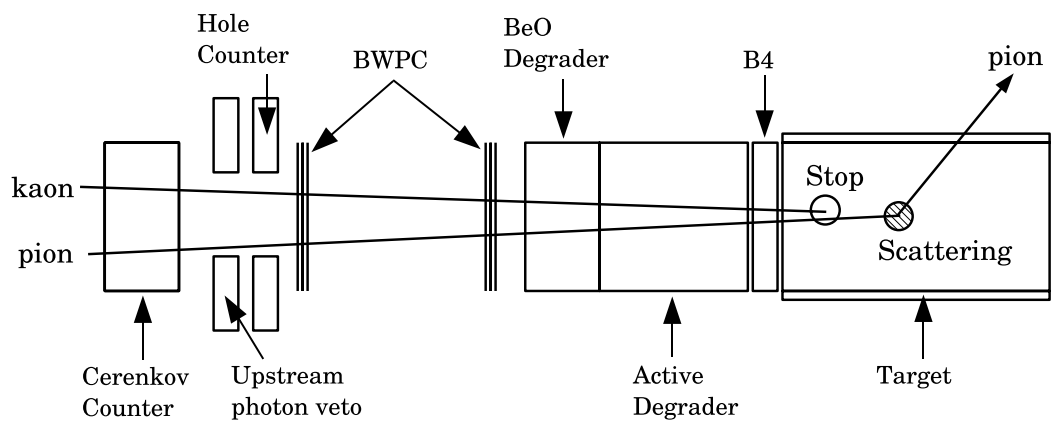 Hole
Counter
BWPC
BeO
Degrader
B4
pion
kaon
Stop
pion
Scattering
Cerenkov
Counter
Upstream
photon veto
Active
Degrader
Target